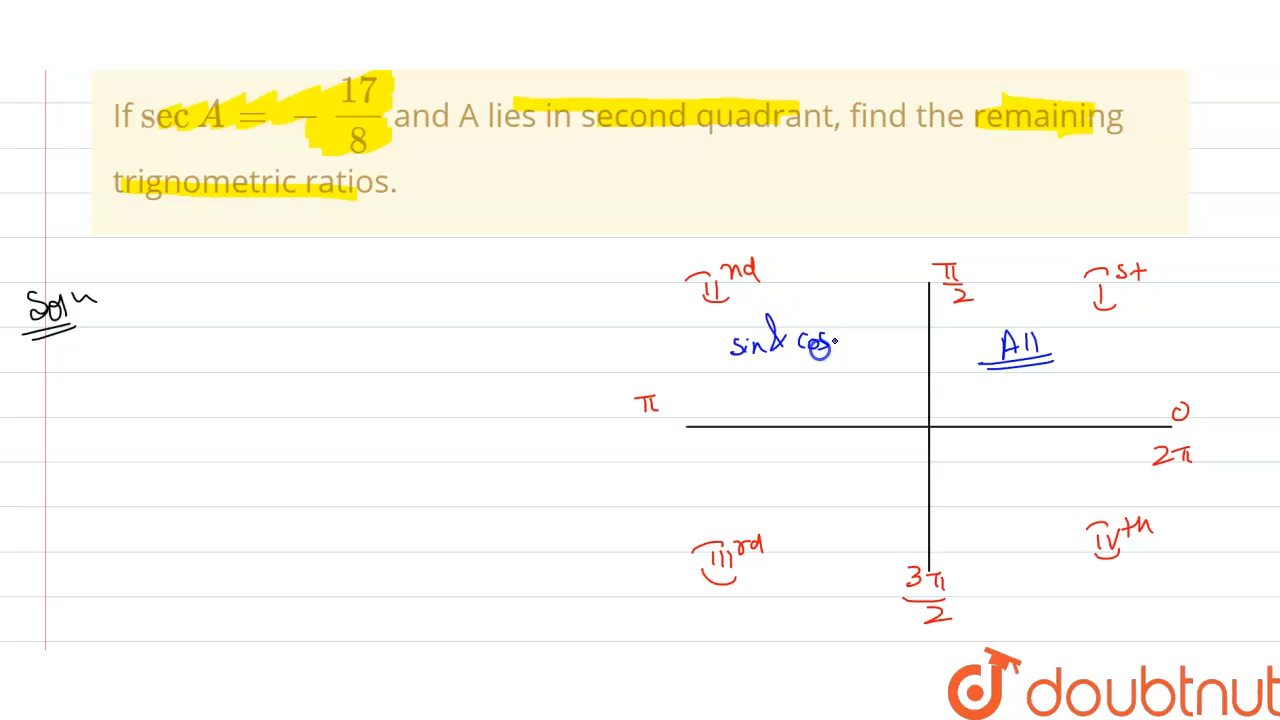 If sec A = − 17/8 and A lies in second quadrant, find the remaining
trignometric ratios.
Soln
IInd
π/2
Ist
sin & cos
All
π
0
2π
IIIrd
IVth
3π/2
doubtnut